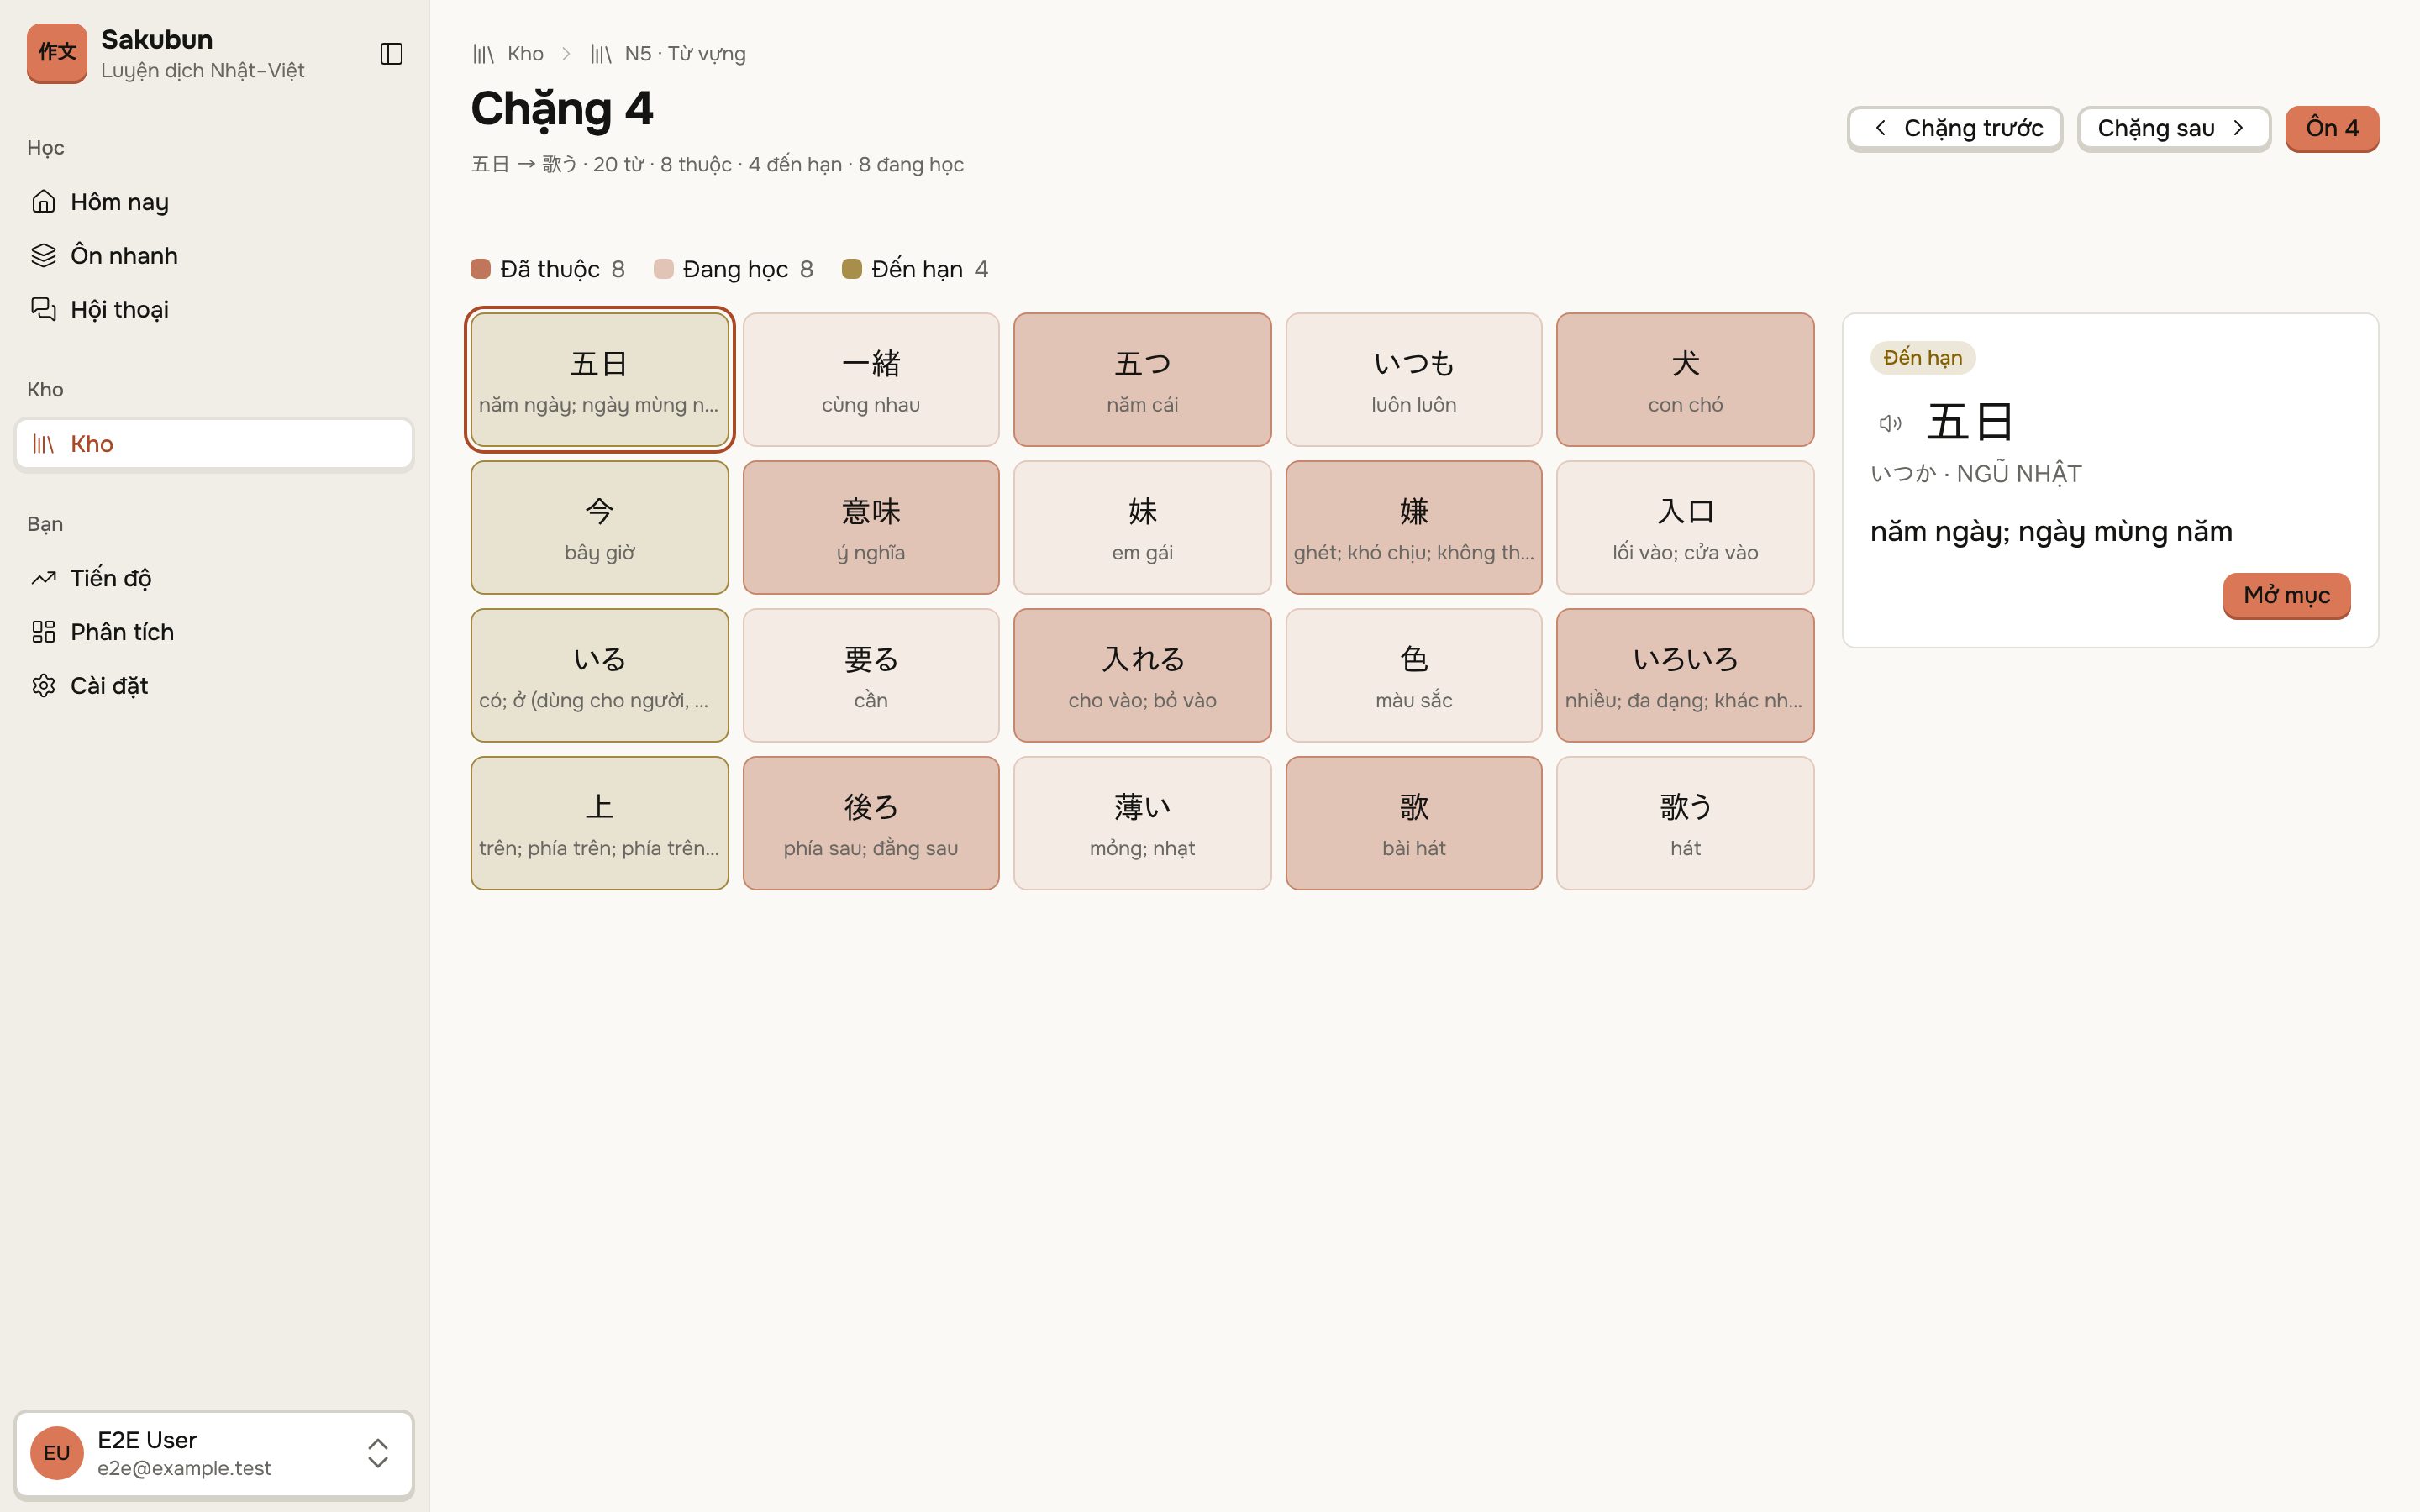 作文
Sakubun
Luyện dịch Nhật–Việt
Học
Hôm nay
Ôn nhanh
Hội thoại
Kho
Kho
Bạn
Tiến độ
Phân tích
Cài đặt
EU
E2E User
e2e@example.test
Kho
N5 · Từ vựng
Chặng 4
五日 → 歌う · 20 từ · 8 thuộc · 4 đến hạn · 8 đang học
Chặng trước
Chặng sau
Ôn 4
Đã thuộc 8
Đang học 8
Đến hạn 4
五日
năm ngày; ngày mùng n...
一緒
cùng nhau
五つ
năm cái
いつも
luôn luôn
犬
con chó
今
bây giờ
意味
ý nghĩa
妹
em gái
嫌
ghét; khó chịu; không th...
入口
lối vào; cửa vào
いる
có; ở (dùng cho người, ...
要る
cần
入れる
cho vào; bỏ vào
色
màu sắc
いろいろ
nhiều; đa dạng; khác nh...
上
trên; phía trên; phía trên...
後ろ
phía sau; đằng sau
薄い
mỏng; nhạt
歌
bài hát
歌う
hát
Đến hạn
五日
いつか · NGŨ NHẬT
năm ngày; ngày mùng năm
Mở mục